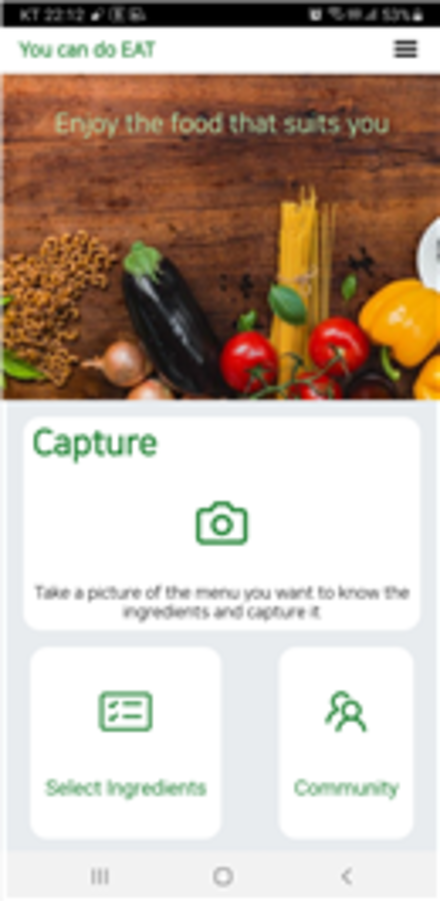 KT 22:12 53%
You can do EAT
Enjoy the food that suits you
Capture
Take a picture of the menu you want to know the
ingredients and capture it
Select Ingredients
Community